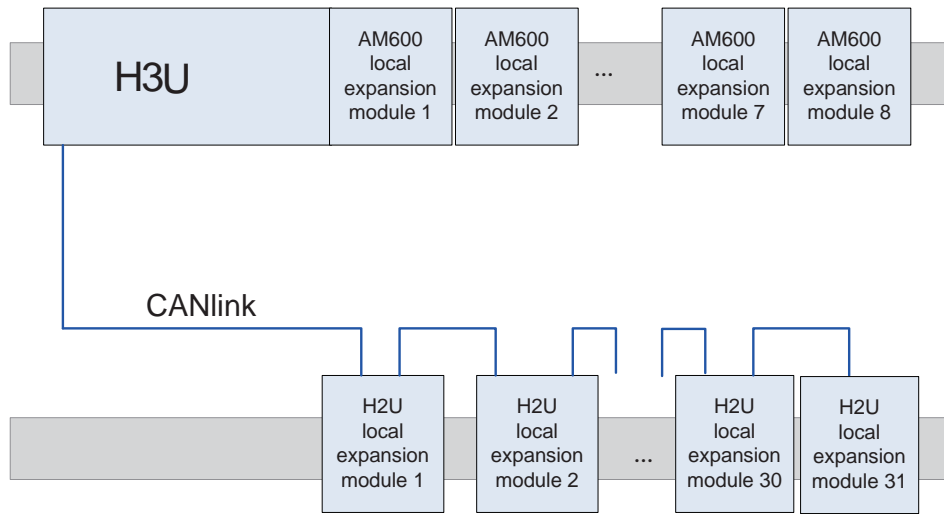 H3U
AM600
local
expansion
module 1
AM600
local
expansion
module 2
...
AM600
local
expansion
module 7
AM600
local
expansion
module 8
CANlink
H2U
local
expansion
module 1
H2U
local
expansion
module 2
...
H2U
local
expansion
module 30
H2U
local
expansion
module 31